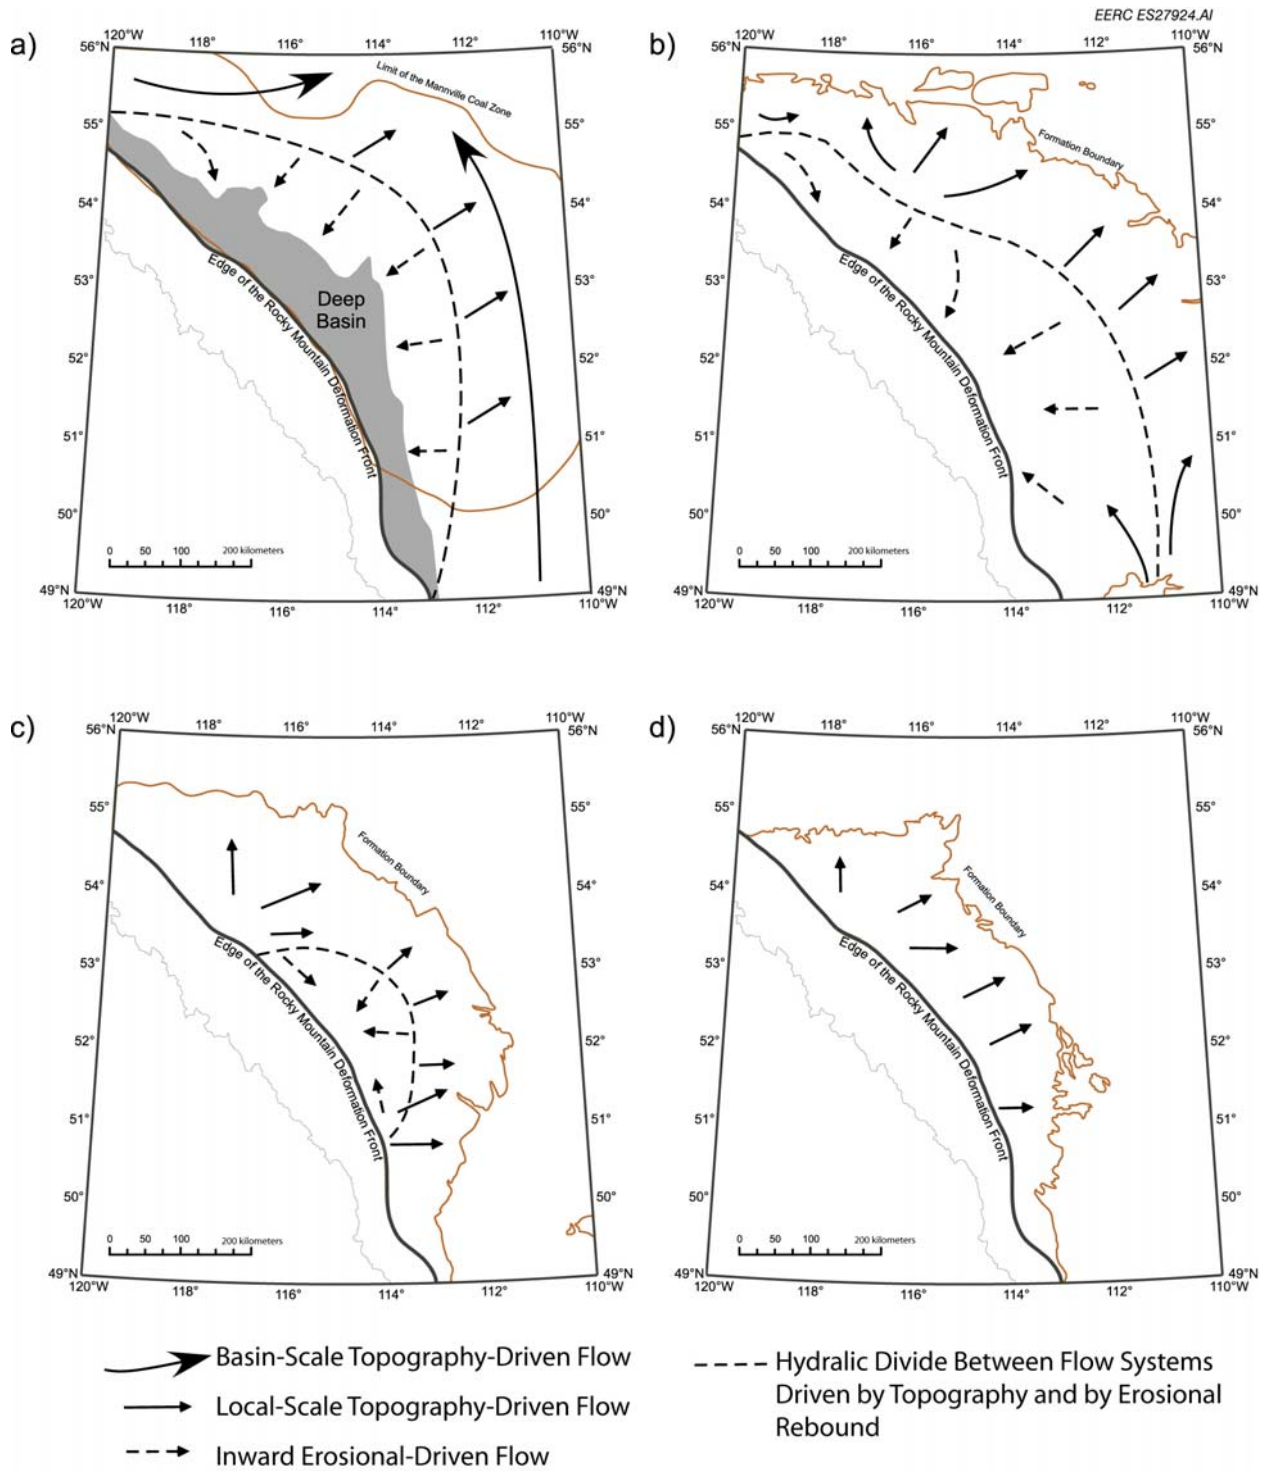 EERC ES27924.AI
a)
120°W 118° 116° 114° 112° 110°W
56°N 56°N
Limit of the Mannville Coal Zone
55° 55°
54° 54°
53° 53°
Edge of the Rocky Mountain Deformation Front
Deep
Basin
52° 52°
51° 51°
50° 50°
0 50 100 200 kilometers
49°N 49°N
120°W 118° 116° 114° 112° 110°W
b)
120°W 118° 116° 114° 112° 110°W
56°N 56°N
55° 55°
Formation Boundary
54° 54°
53° 53°
Edge of the Rocky Mountain Deformation Front
52° 52°
51° 51°
50° 50°
0 50 100 200 kilometers
49°N 49°N
120°W 118° 116° 114° 112° 110°W
c)
120°W 118° 116° 114° 112° 110°W
56°N 56°N
55° 55°
Formation Boundary
54° 54°
53° 53°
Edge of the Rocky Mountain Deformation Front
52° 52°
51° 51°
50° 50°
0 50 100 200 kilometers
49°N 49°N
120°W 118° 116° 114° 112° 110°W
d)
120°W 118° 116° 114° 112° 110°W
56°N 56°N
55° 55°
Formation Boundary
54° 54°
53° 53°
Edge of the Rocky Mountain Deformation Front
52° 52°
51° 51°
50° 50°
0 50 100 200 kilometers
49°N 49°N
120°W 118° 116° 114° 112° 110°W
Basin-Scale Topography-Driven Flow
Local-Scale Topography-Driven Flow
Inward Erosional-Driven Flow
Hydralic Divide Between Flow Systems
Driven by Topography and by Erosional
Rebound